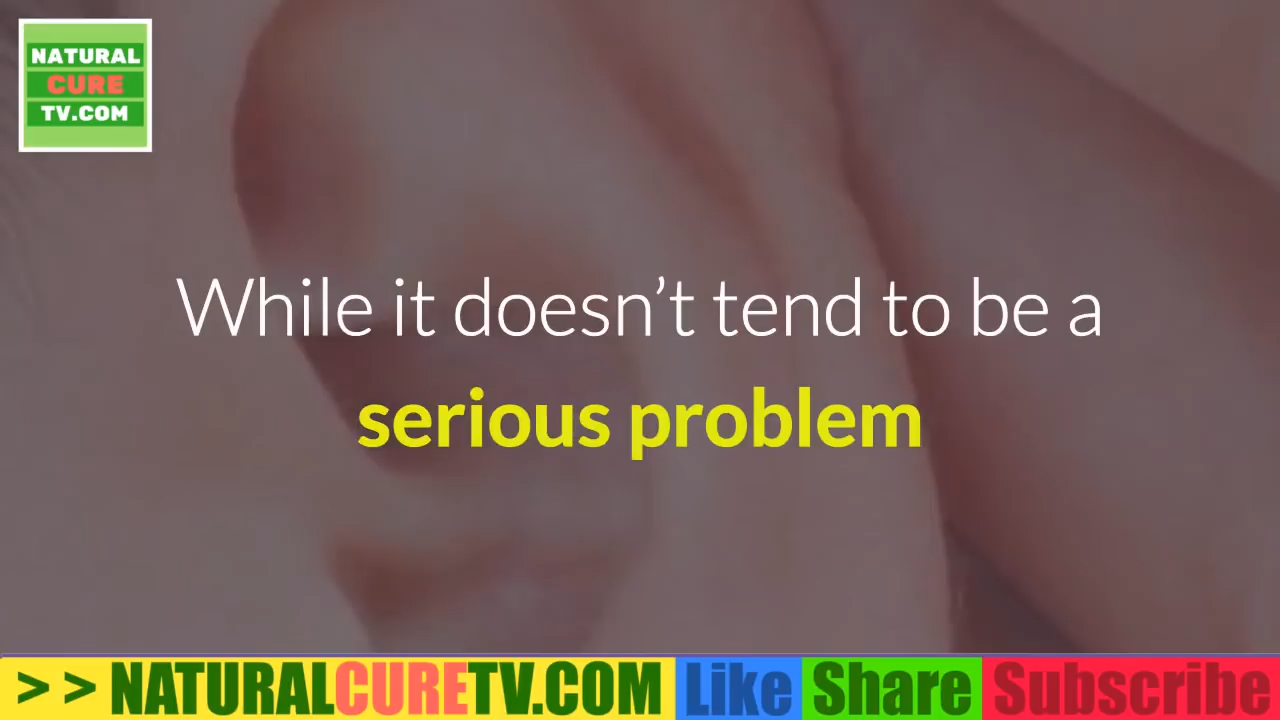 NATURAL
CURE
TV.COM
While it doesn’t tend to be a
serious problem
> > NATURALCURETV.COM Like Share Subscribe